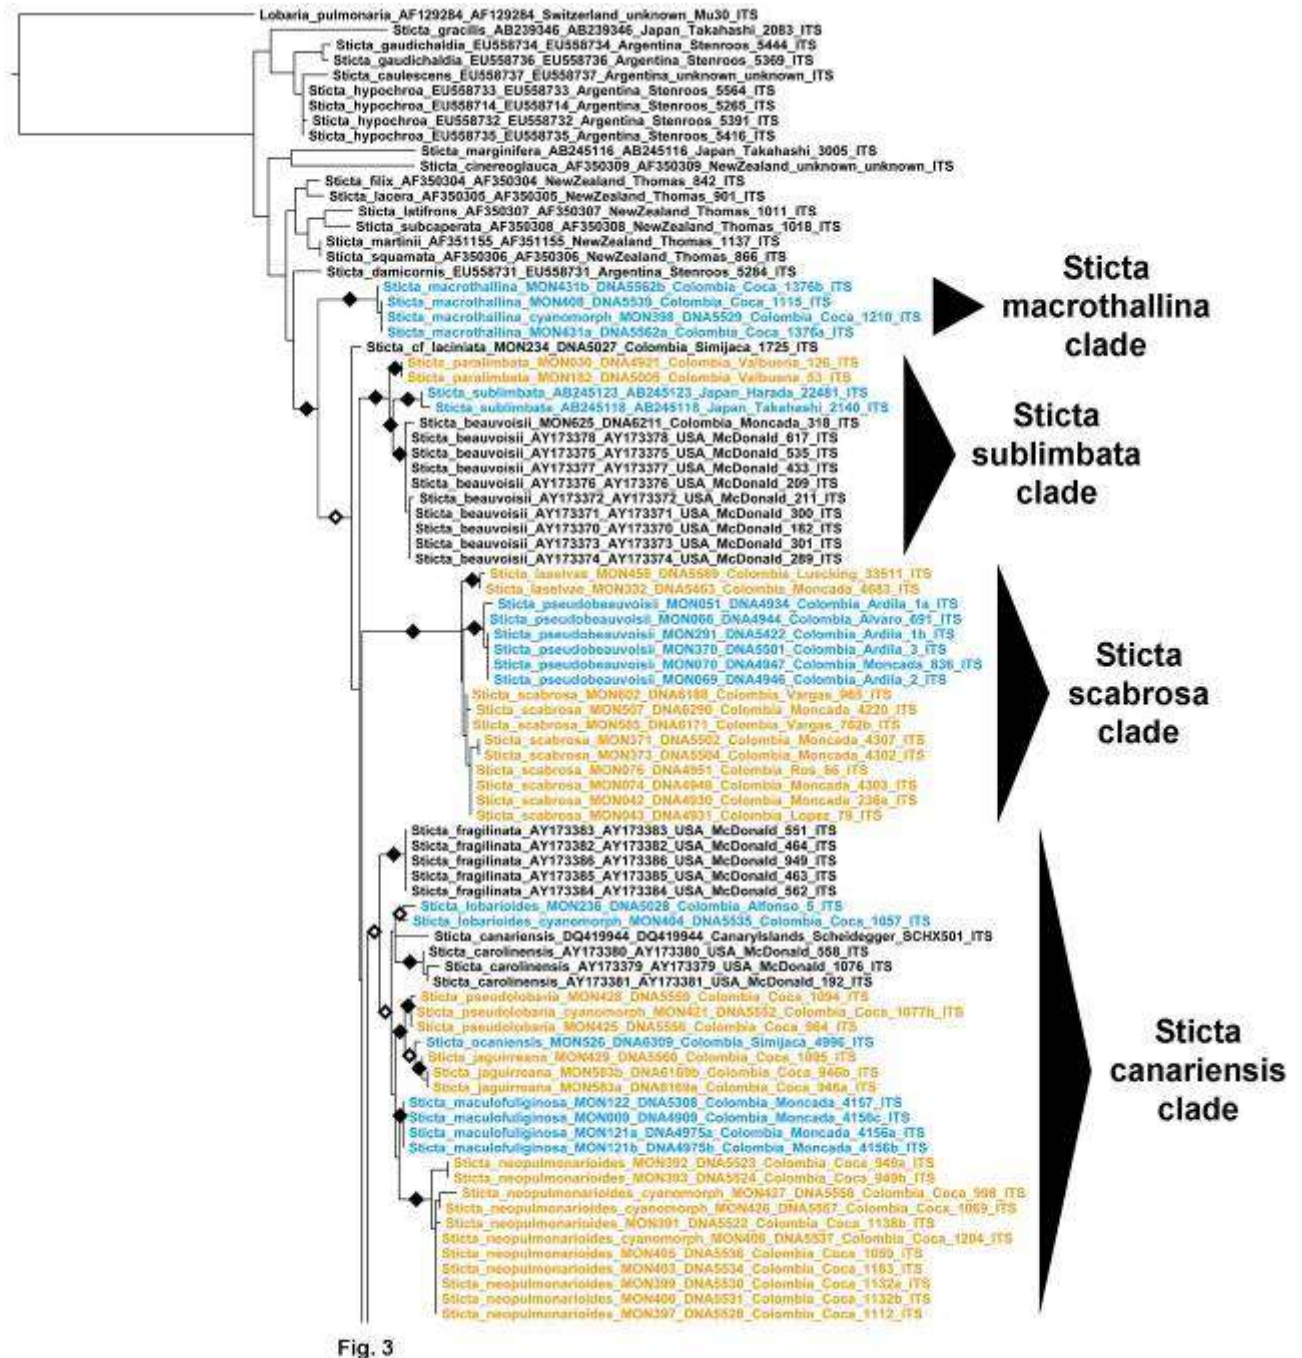 Lobaria_pulmonaria_AF129284_AF129284_Switzerland_unknown_Mu30_ITS
Sticta_gracilis_AB239346_AB239346_Japan_Takahashi_2083_ITS
Sticta_gaudichaldia_EU558734_EU558734_Argentina_Stenroos_5444_ITS
Sticta_gaudichaldia_EU558736_EU558736_Argentina_Stenroos_5369_ITS
Sticta_caulescens_EU558737_EU558737_Argentina_unknown_unknown_ITS
Sticta_hypochroa_EU558733_EU558733_Argentina_Stenroos_5564_ITS
Sticta_hypochroa_EU558714_EU558714_Argentina_Stenroos_5265_ITS
Sticta_hypochroa_EU558732_EU558732_Argentina_Stenroos_5391_ITS
Sticta_hypochroa_EU558735_EU558735_Argentina_Stenroos_5416_ITS
Sticta_marginifera_AB245116_AB245116_Japan_Takahashi_3005_ITS
Sticta_cinereoglauca_AF350309_AF350309_NewZealand_unknown_unknown_ITS
Sticta_filix_AF350304_AF350304_NewZealand_Thomas_842_ITS
Sticta_lacera_AF350305_AF350305_NewZealand_Thomas_901_ITS
Sticta_latifrons_AF350307_AF350307_NewZealand_Thomas_1011_ITS
Sticta_subcaperata_AF350308_AF350308_NewZealand_Thomas_1018_ITS
Sticta_martinii_AF351155_AF351155_NewZealand_Thomas_1137_ITS
Sticta_squamata_AF350306_AF350306_NewZealand_Thomas_866_ITS
Sticta_damicornis_EU558731_EU558731_Argentina_Stenroos_5284_ITS
Sticta_macrothallina_MON431b_DNA5562b_Colombia_Coca_1376b_ITS
Sticta_macrothallina_MON408_DNA5539_Colombia_Coca_1115_ITS
Sticta_macrothallina_cyanomorph_MON398_DNA5529_Colombia_Coca_1210_ITS
Sticta_macrothallina_MON431a_DNA5562a_Colombia_Coca_1376a_ITS
Sticta
macrothallina
clade
Sticta_cf_laciniata_MON234_DNA5027_Colombia_Simijaca_1725_ITS
Sticta_paralimbata_MON030_DNA4921_Colombia_Valbuena_126_ITS
Sticta_paralimbata_MON182_DNA5005_Colombia_Valbuena_53_ITS
Sticta_sublimbata_AB245123_AB245123_Japan_Harada_22481_ITS
Sticta_sublimbata_AB245118_AB245118_Japan_Takahashi_2140_ITS
Sticta_beauvoisii_MON625_DNA6211_Colombia_Moncada_318_ITS
Sticta_beauvoisii_AY173378_AY173378_USA_McDonald_617_ITS
Sticta_beauvoisii_AY173375_AY173375_USA_McDonald_535_ITS
Sticta_beauvoisii_AY173377_AY173377_USA_McDonald_433_ITS
Sticta_beauvoisii_AY173376_AY173376_USA_McDonald_209_ITS
Sticta_beauvoisii_AY173372_AY173372_USA_McDonald_211_ITS
Sticta_beauvoisii_AY173371_AY173371_USA_McDonald_300_ITS
Sticta_beauvoisii_AY173370_AY173370_USA_McDonald_182_ITS
Sticta_beauvoisii_AY173373_AY173373_USA_McDonald_301_ITS
Sticta_beauvoisii_AY173374_AY173374_USA_McDonald_289_ITS
Sticta
sublimbata
clade
Sticta_laselvae_MON459_DNA5589_Colombia_Luecking_33511_ITS
Sticta_laselvae_MON332_DNA5463_Colombia_Moncada_4683_ITS
Sticta_pseudobeauvoisii_MON051_DNA4934_Colombia_Ardila_1a_ITS
Sticta_pseudobeauvoisii_MON066_DNA4944_Colombia_Alvaro_691_ITS
Sticta_pseudobeauvoisii_MON291_DNA5422_Colombia_Ardila_1b_ITS
Sticta_pseudobeauvoisii_MON370_DNA5501_Colombia_Ardila_3_ITS
Sticta_pseudobeauvoisii_MON070_DNA4947_Colombia_Moncada_836_ITS
Sticta_pseudobeauvoisii_MON069_DNA4946_Colombia_Ardila_2_ITS
Sticta_scabrosa_MON602_DNA6188_Colombia_Vargas_965_ITS
Sticta_scabrosa_MON507_DNA6290_Colombia_Moncada_4220_ITS
Sticta_scabrosa_MON585_DNA6171_Colombia_Vargas_762b_ITS
Sticta_scabrosa_MON371_DNA5502_Colombia_Moncada_4307_ITS
Sticta_scabrosa_MON373_DNA5504_Colombia_Moncada_4302_ITS
Sticta_scabrosa_MON076_DNA4951_Colombia_Ros_56_ITS
Sticta_scabrosa_MON074_DNA4949_Colombia_Moncada_4303_ITS
Sticta_scabrosa_MON042_DNA4930_Colombia_Moncada_236a_ITS
Sticta_scabrosa_MON043_DNA4931_Colombia_Lopez_79_ITS
Sticta
scabrosa
clade
Sticta_fragilinata_AY173383_AY173383_USA_McDonald_551_ITS
Sticta_fragilinata_AY173382_AY173382_USA_McDonald_464_ITS
Sticta_fragilinata_AY173386_AY173386_USA_McDonald_949_ITS
Sticta_fragilinata_AY173385_AY173385_USA_McDonald_463_ITS
Sticta_fragilinata_AY173384_AY173384_USA_McDonald_562_ITS
Sticta_lobarioides_MON236_DNA5028_Colombia_Alfonso_5_ITS
Sticta_lobarioides_cyanomorph_MON404_DNA5535_Colombia_Coca_1057_ITS
Sticta_canariensis_DQ419944_DQ419944_CanaryIslands_Scheidegger_SCHX501_ITS
Sticta_carolinensis_AY173380_AY173380_USA_McDonald_558_ITS
Sticta_carolinensis_AY173379_AY173379_USA_McDonald_1076_ITS
Sticta_carolinensis_AY173381_AY173381_USA_McDonald_192_ITS
Sticta_pseudolobaria_MON428_DNA5559_Colombia_Coca_1094_ITS
Sticta_pseudolobaria_cyanomorph_MON421_DNA5552_Colombia_Coca_1077b_ITS
Sticta_pseudolobaria_MON425_DNA5556_Colombia_Coca_964_ITS
Sticta_ocaniensis_MON526_DNA6309_Colombia_Simijaca_4996_ITS
Sticta_jaguirreana_MON429_DNA5560_Colombia_Coca_1095_ITS
Sticta_jaguirreana_MON583b_DNA6169b_Colombia_Coca_946b_ITS
Sticta_jaguirreana_MON583a_DNA6169a_Colombia_Coca_946a_ITS
Sticta_maculofuliginosa_MON122_DNA5308_Colombia_Moncada_4157_ITS
Sticta_maculofuliginosa_MON009_DNA4909_Colombia_Moncada_4156c_ITS
Sticta_maculofuliginosa_MON121a_DNA4975a_Colombia_Moncada_4156a_ITS
Sticta_maculofuliginosa_MON121b_DNA4975b_Colombia_Moncada_4156b_ITS
Sticta_neopulmonarioides_MON392_DNA5523_Colombia_Coca_949a_ITS
Sticta_neopulmonarioides_MON393_DNA5524_Colombia_Coca_949b_ITS
Sticta_neopulmonarioides_cyanomorph_MON427_DNA5558_Colombia_Coca_998_ITS
Sticta_neopulmonarioides_cyanomorph_MON426_DNA5557_Colombia_Coca_1069_ITS
Sticta_neopulmonarioides_MON391_DNA5522_Colombia_Coca_1138b_ITS
Sticta_neopulmonarioides_cyanomorph_MON406_DNA5537_Colombia_Coca_1204_ITS
Sticta_neopulmonarioides_MON405_DNA5536_Colombia_Coca_1059_ITS
Sticta_neopulmonarioides_MON403_DNA5534_Colombia_Coca_1183_ITS
Sticta_neopulmonarioides_MON399_DNA5530_Colombia_Coca_1132a_ITS
Sticta_neopulmonarioides_MON400_DNA5531_Colombia_Coca_1132b_ITS
Sticta_neopulmonarioides_MON397_DNA5528_Colombia_Coca_1112_ITS
Sticta
canariensis
clade
Fig. 3